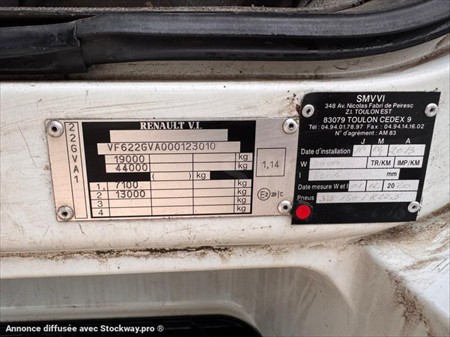 22GVA1
RENAULT V.I.
VF622GVA000123010
19000 kg
44000 kg
) kg
1 7100 kg
2 13000 kg
3 kg
4 kg
1,14
SMVVI
348 Av. Nicolas Fabri de Peiresc
Z.I. TOULON EST
83079 TOULON CEDEX 9
Tél : 04.94.01.78.97 Fax : 04.94.14.16.02
N° d'agrément : AM 83
J M A
Date d'installation
W TR/KM IMP/KM
I mm
Date mesure W et I 20
Pneus
Annonce diffusée avec Stockway.pro ®